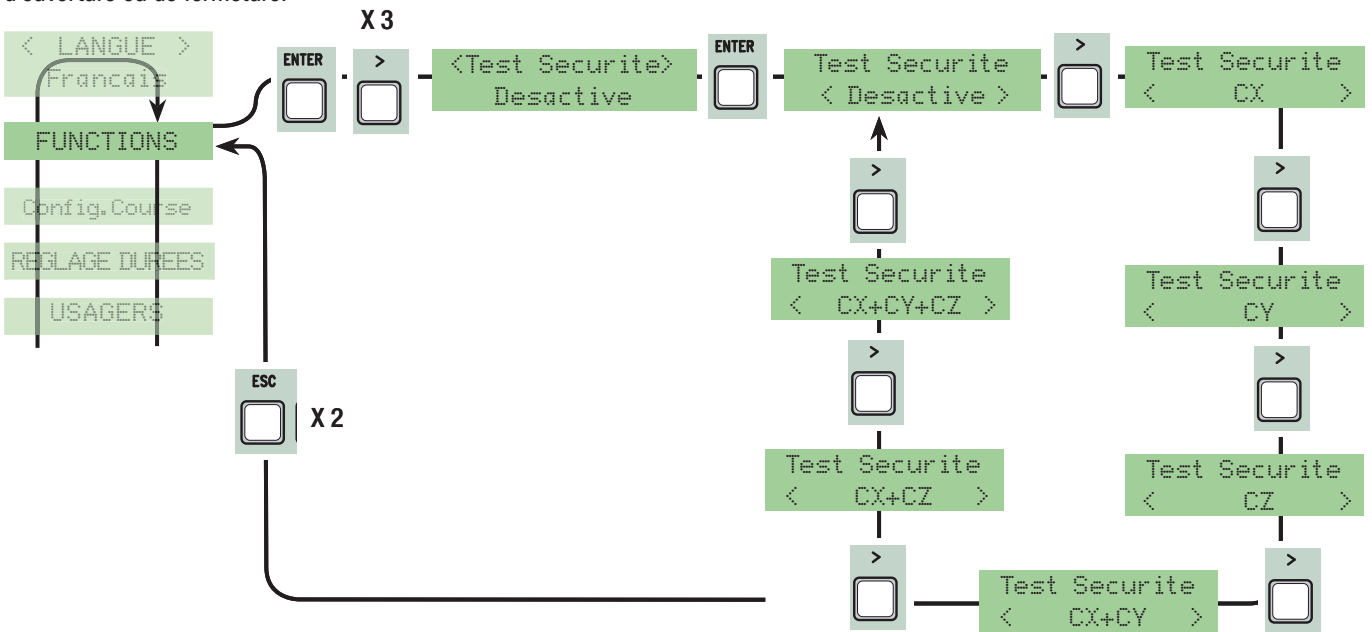 X 3
< LANGUE >
Francais
FUNCTIONS
Config.Course
REGLAGE DUREES
USAGERS
ENTER
>
<Test Securite>
Desactive
ENTER
Test Securite
< Desactive >
>
Test Securite
< CX >
>
Test Securite
< CY >
>
Test Securite
< CZ >
>
Test Securite
< CX+CY >
>
Test Securite
< CX+CZ >
>
Test Securite
< CX+CY+CZ >
>
ESC
X 2